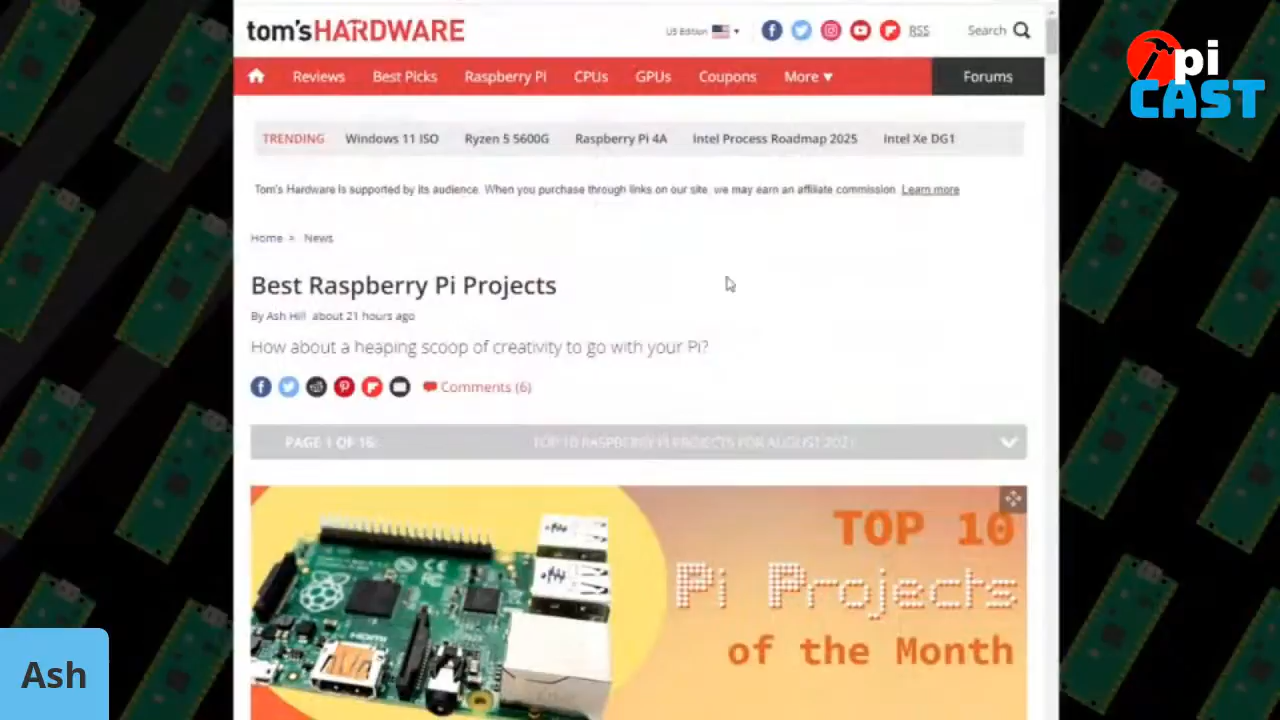 tom'sHARDWARE
US Edition
RSS
Search
pi
CAST
Reviews
Best Picks
Raspberry Pi
CPUs
GPUs
Coupons
More
Forums
TRENDING
Windows 11 ISO
Ryzen 5 5600G
Raspberry Pi 4A
Intel Process Roadmap 2025
Intel Xe DG1
Tom's Hardware is supported by its audience. When you purchase through links on our site, we may earn an affiliate commission. Learn more
Home > News
Best Raspberry Pi Projects
By Ash Hill about 21 hours ago
How about a heaping scoop of creativity to go with your Pi?
Comments (6)
PAGE 1 OF 16:
TOP 10 RASPBERRY PI PROJECTS FOR AUGUST 2021
TOP 10
Pi Projects
of the Month
HDMI
Ash